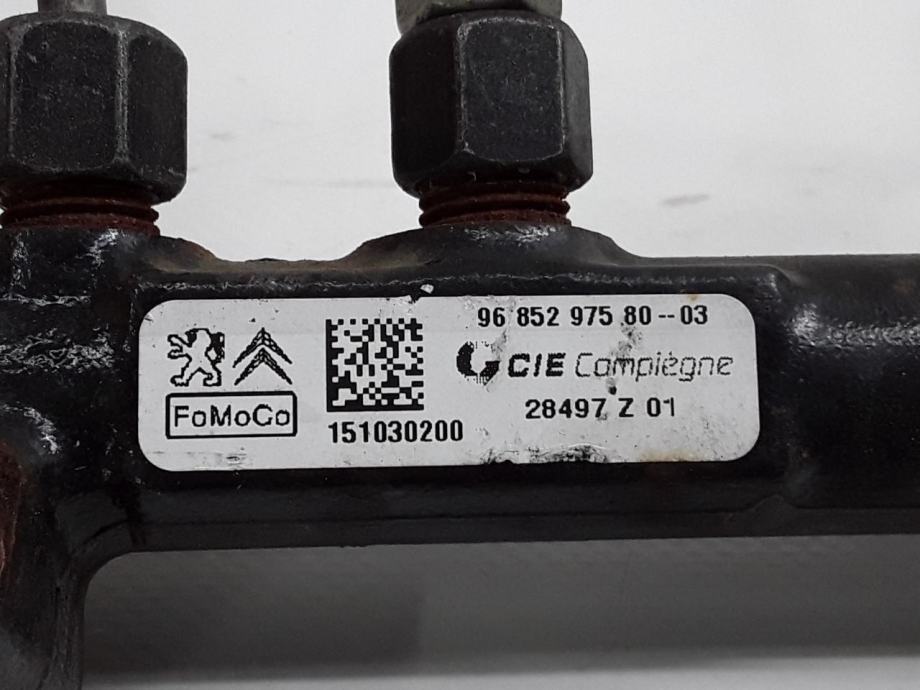 96 852 975 80--03
CIE Compiègne
28497 Z 01
FoMoCo
151030200